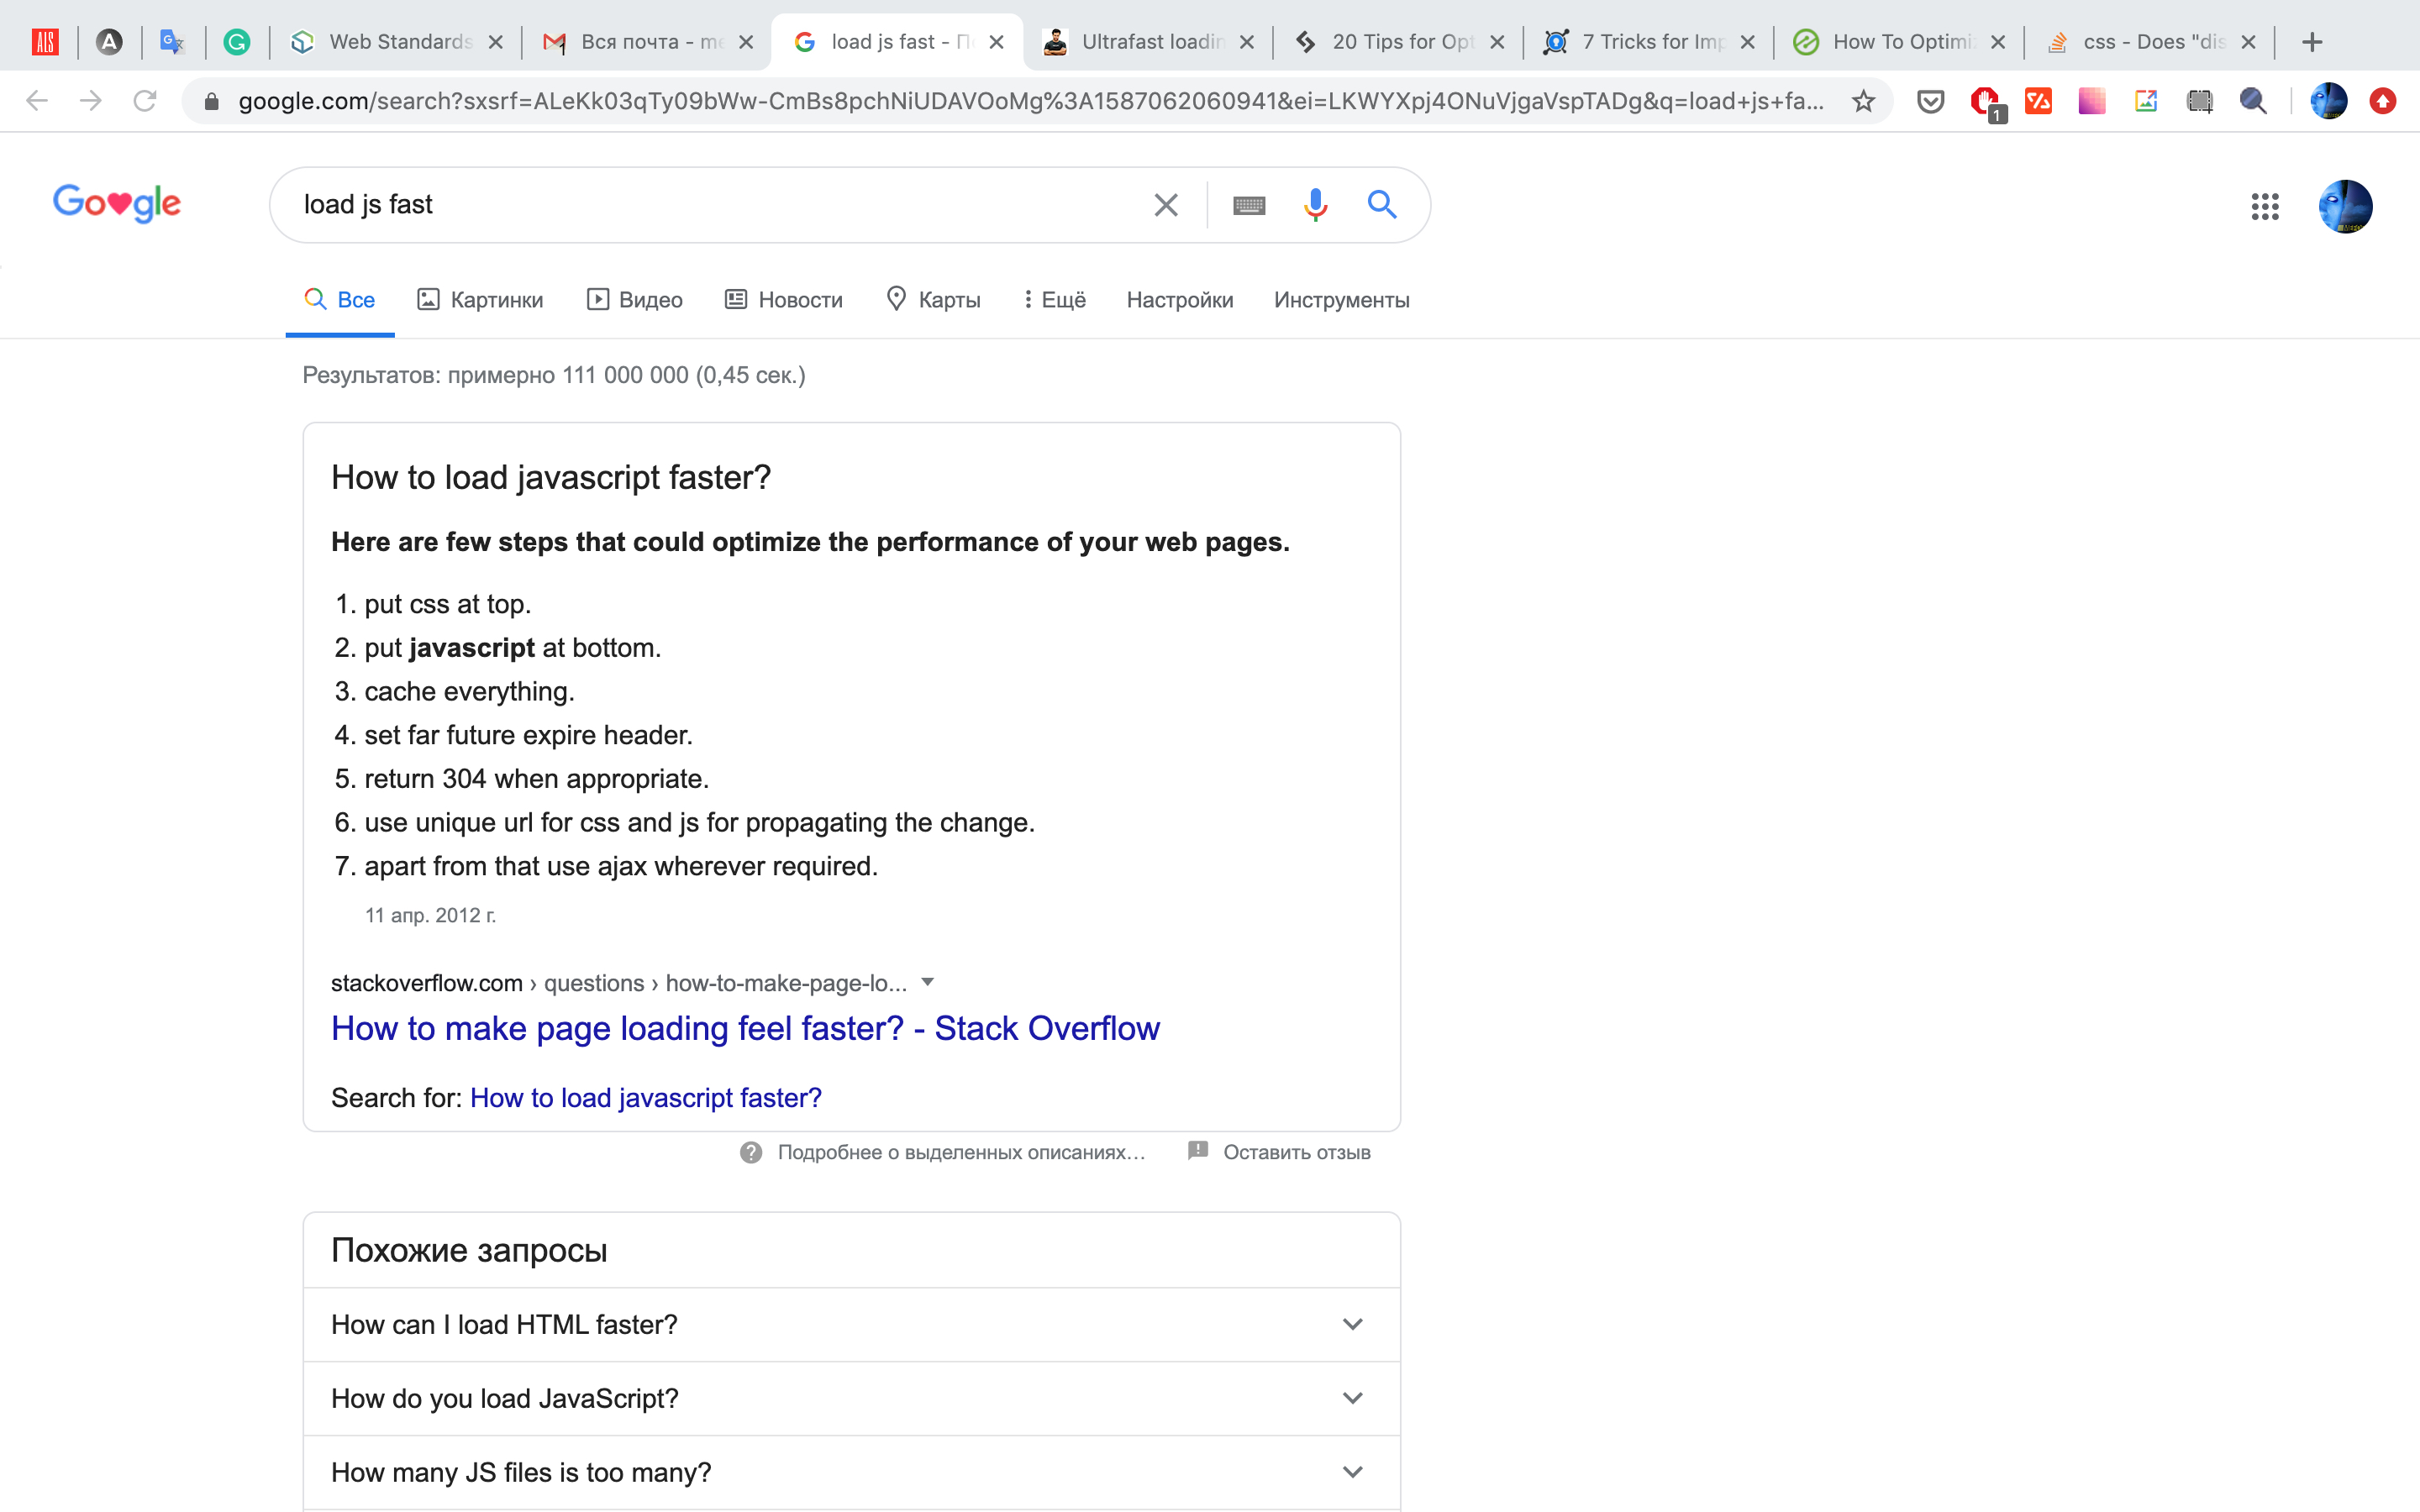 ALS
Web Standards
Вся почта - me
load js fast - П
Ultrafast loadin
20 Tips for Opt
7 Tricks for Imp
How To Optimi
css - Does "dis
google.com/search?sxsrf=ALeKk03qTy09bWw-CmBs8pchNiUDAVOoMg%3A1587062060941&ei=LKWYXpj4ONuVjgaVspTADg&q=load+js+fa...
1
Google
load js fast
Все
Картинки
Видео
Новости
Карты
Ещё
Настройки
Инструменты
Результатов: примерно 111 000 000 (0,45 сек.)
How to load javascript faster?
Here are few steps that could optimize the performance of your web pages.
1. put css at top.
2. put javascript at bottom.
3. cache everything.
4. set far future expire header.
5. return 304 when appropriate.
6. use unique url for css and js for propagating the change.
7. apart from that use ajax wherever required.
11 апр. 2012 г.
stackoverflow.com › questions › how-to-make-page-lo...
How to make page loading feel faster? - Stack Overflow
Search for: How to load javascript faster?
Подробнее о выделенных описаниях…
Оставить отзыв
Похожие запросы
How can I load HTML faster?
How do you load JavaScript?
How many JS files is too many?